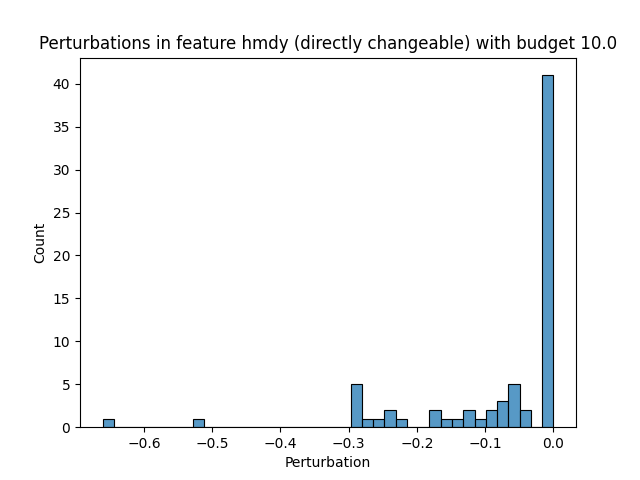 Perturbations in feature hmdy (directly changeable) with budget 10.0
40
35
30
25
20
15
10
5
0
Count
−0.6 −0.5 −0.4 −0.3 −0.2 −0.1 0.0
Perturbation